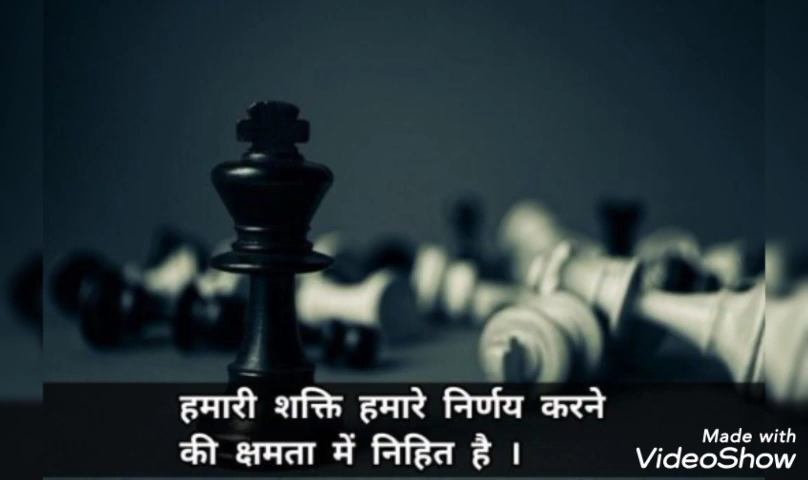 हमारी शक्ति हमारे निर्णय करने
की क्षमता में निहित है ।
Made with
VideoShow